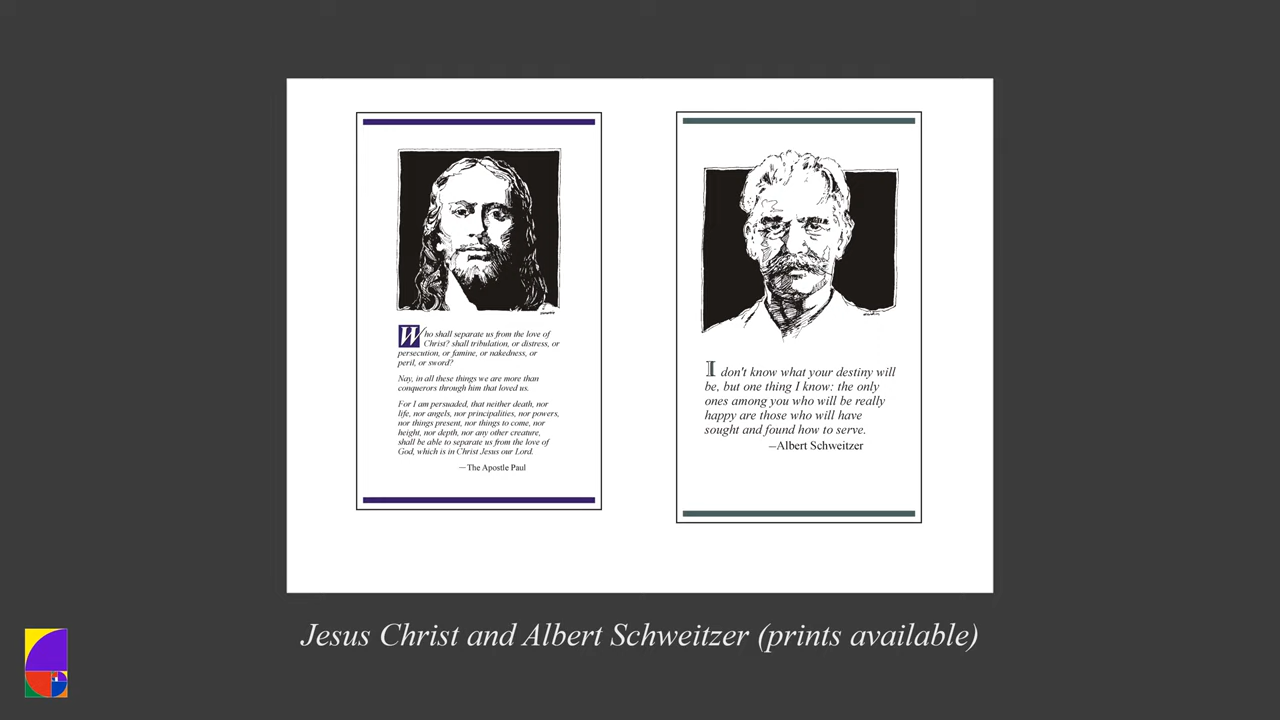 Who shall separate us from the love of
Christ? shall tribulation, or distress, or
persecution, or famine, or nakedness, or
peril, or sword?
Nay, in all these things we are more than
conquerors through him that loved us.
For I am persuaded, that neither death, nor
life, nor angels, nor principalities, nor powers,
nor things present, nor things to come, nor
height, nor depth, nor any other creature,
shall be able to separate us from the love of
God, which is in Christ Jesus our Lord.
—The Apostle Paul
I don't know what your destiny will
be, but one thing I know: the only
ones among you who will be really
happy are those who will have
sought and found how to serve.
—Albert Schweitzer
Jesus Christ and Albert Schweitzer (prints available)